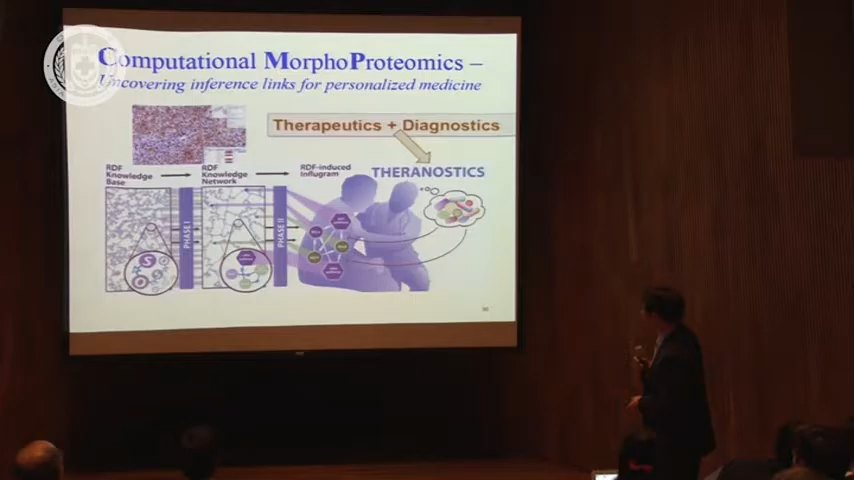 Computational MorphoProteomics –
Uncovering inference links for personalized medicine
Therapeutics + Diagnostics
THERANOSTICS
RDF
Knowledge
Base
RDF
Knowledge
Network
RDF-induced
Influgram
PHASE I
PHASE II
S